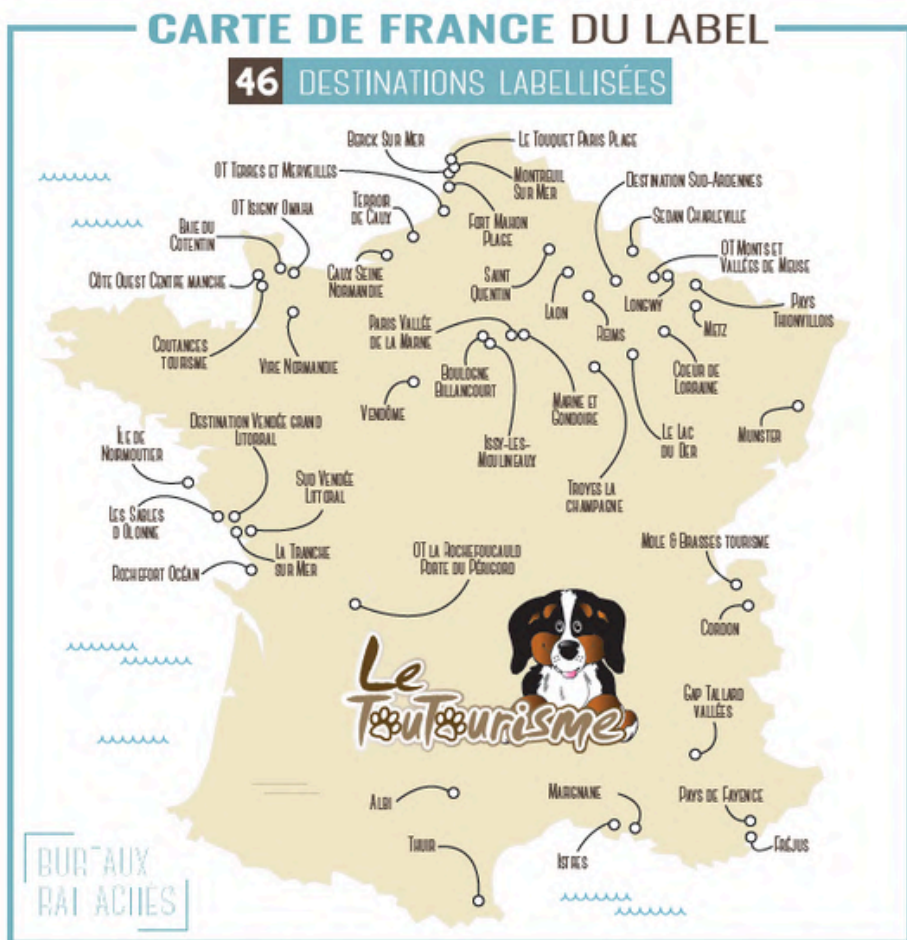 CARTE DE FRANCE DU LABEL
46 DESTINATIONS LABELLISÉES
BERCK SUR MER
LE TOUQUET PARIS PLAGE
OT TERRES ET MERVEILLES
MONTREUIL
SUR MER
DESTINATION SUD-ARDENNES
TERROIR
DE CAUX
FORT MAHON
PLAGE
SEDAN CHARLEVILLE
OT ISIGNY OMAHA
BAIE DU
COTENTIN
OT MONTS ET
VALLÉES DE MEUSE
CÔTE OUEST CENTRE MANCHE
CAUX SEINE
NORMANDIE
SAINT
QUENTIN
LAON
LONGWY
PAYS
THIONVILLOIS
REIMS
METZ
PARIS VALLÉE
DE LA MARNE
COUTANCES
TOURISME
VIRE NORMANDIE
BOULOGNE
BILLANCOURT
COEUR DE
LORRAINE
VENDÔME
MARNE ET
GONDOIRE
DESTINATION VENDÉE GRAND
LITORRAL
LE LAC
DU DER
MUNSTER
ISSY-LES-
MOULINEAUX
ÎLE DE
NOIRMOUTIER
SUD VENDÉE
LITTORAL
TROYES LA
CHAMPAGNE
LES SABLES
D OLONNE
LA TRANCHE
SUR MER
OT LA ROCHEFOUCAULD
PORTE DU PÉRIGORD
MOLE & BRASSES TOURISME
ROCHEFORT OCÉAN
CORDON
Le
TouTourisme
GAP TALLARD
VALLÉES
ALBI
MARIGNANE
PAYS DE FAYENCE
THUIR
ISTRES
FRÉJUS